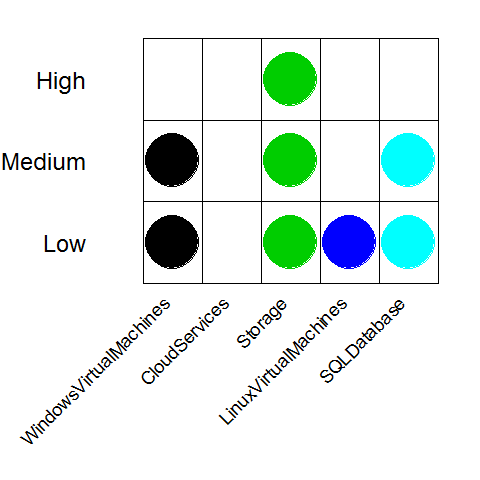 High
Medium
Low
WindowsVirtualMachines
CloudServices
Storage
LinuxVirtualMachines
SQLDatabase